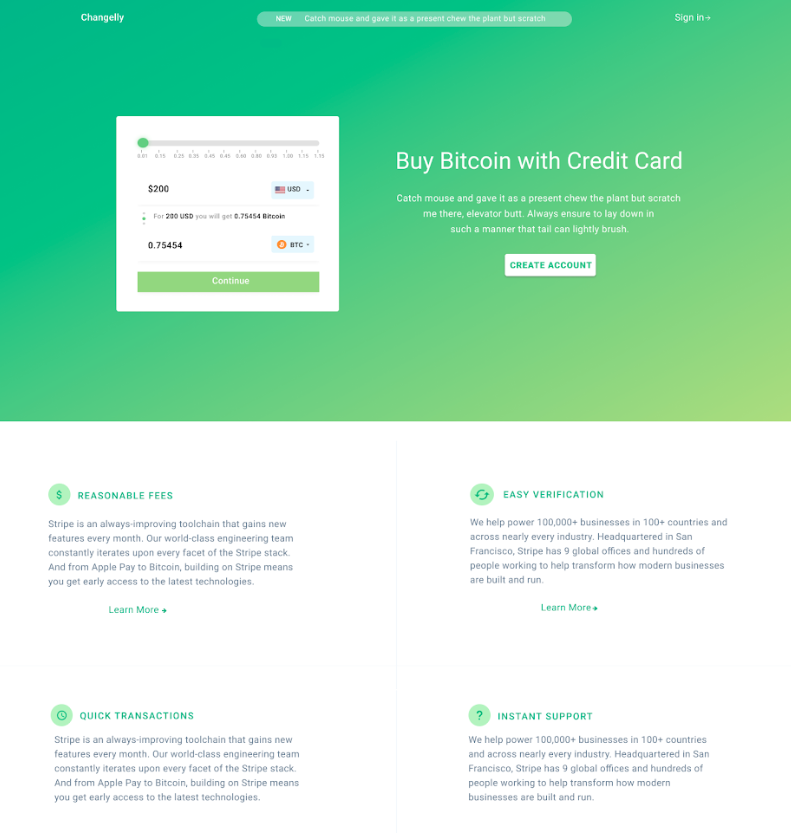 Changelly
NEW Catch mouse and gave it as a present chew the plant but scratch
Sign in→
0.01 0.15 0.25 0.35 0.45 0.45 0.60 0.80 0.95 1.00 1.15 1.55
$200 USD
For 200 USD you will get 0.75454 Bitcoin
0.75454 BTC
Continue
Buy Bitcoin with Credit Card
Catch mouse and gave it as a present chew the plant but scratch
me there, elevator butt. Always ensure to lay down in
such a manner that tail can lightly brush.
CREATE ACCOUNT
$ REASONABLE FEES
Stripe is an always-improving toolchain that gains new
features every month. Our world-class engineering team
constantly iterates upon every facet of the Stripe stack.
And from Apple Pay to Bitcoin, building on Stripe means
you get early access to the latest technologies.
Learn More →
EASY VERIFICATION
We help power 100,000+ businesses in 100+ countries and
across nearly every industry. Headquartered in San
Francisco, Stripe has 9 global offices and hundreds of
people working to help transform how modern businesses
are built and run.
Learn More→
QUICK TRANSACTIONS
Stripe is an always-improving toolchain that gains new
features every month. Our world-class engineering team
constantly iterates upon every facet of the Stripe stack.
And from Apple Pay to Bitcoin, building on Stripe means
you get early access to the latest technologies.
? INSTANT SUPPORT
We help power 100,000+ businesses in 100+ countries
and across nearly every industry. Headquartered in San
Francisco, Stripe has 9 global offices and hundreds of
people working to help transform how modern
businesses are built and run.